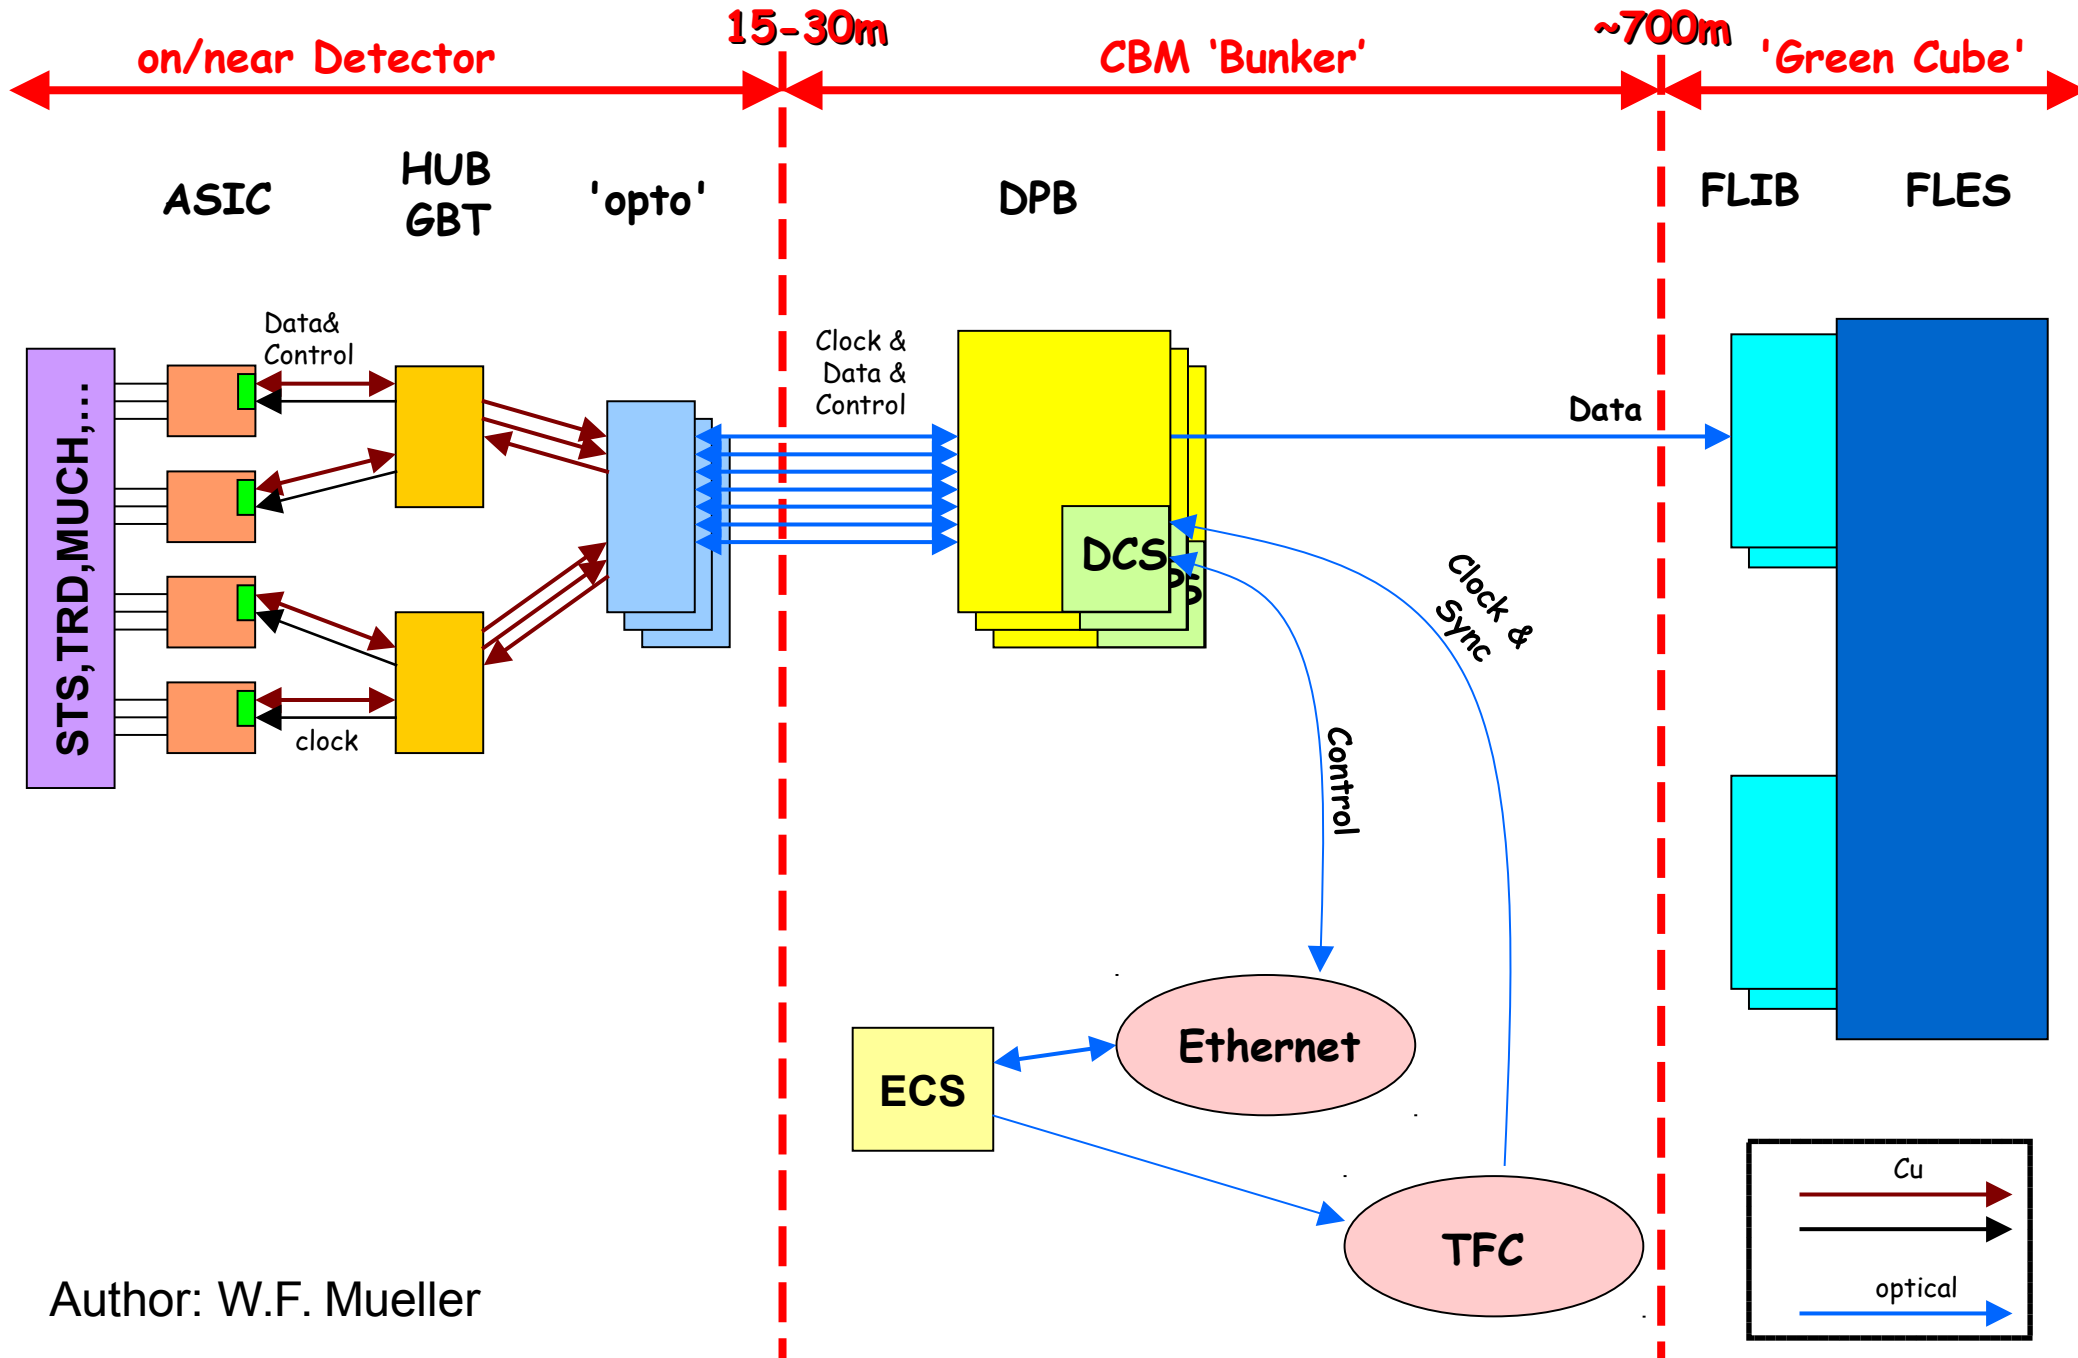 15-30m
~700m
on/near Detector
CBM ‘Bunker’
'Green Cube'
ASIC
HUB
GBT
'opto'
DPB
FLIB
FLES
Data&
Control
Clock &
Data &
Control
Data
STS,TRD,MUCH,...
DCS
clock
Clock &
Sync
Control
Ethernet
ECS
TFC
Cu
optical
Author: W.F. Mueller